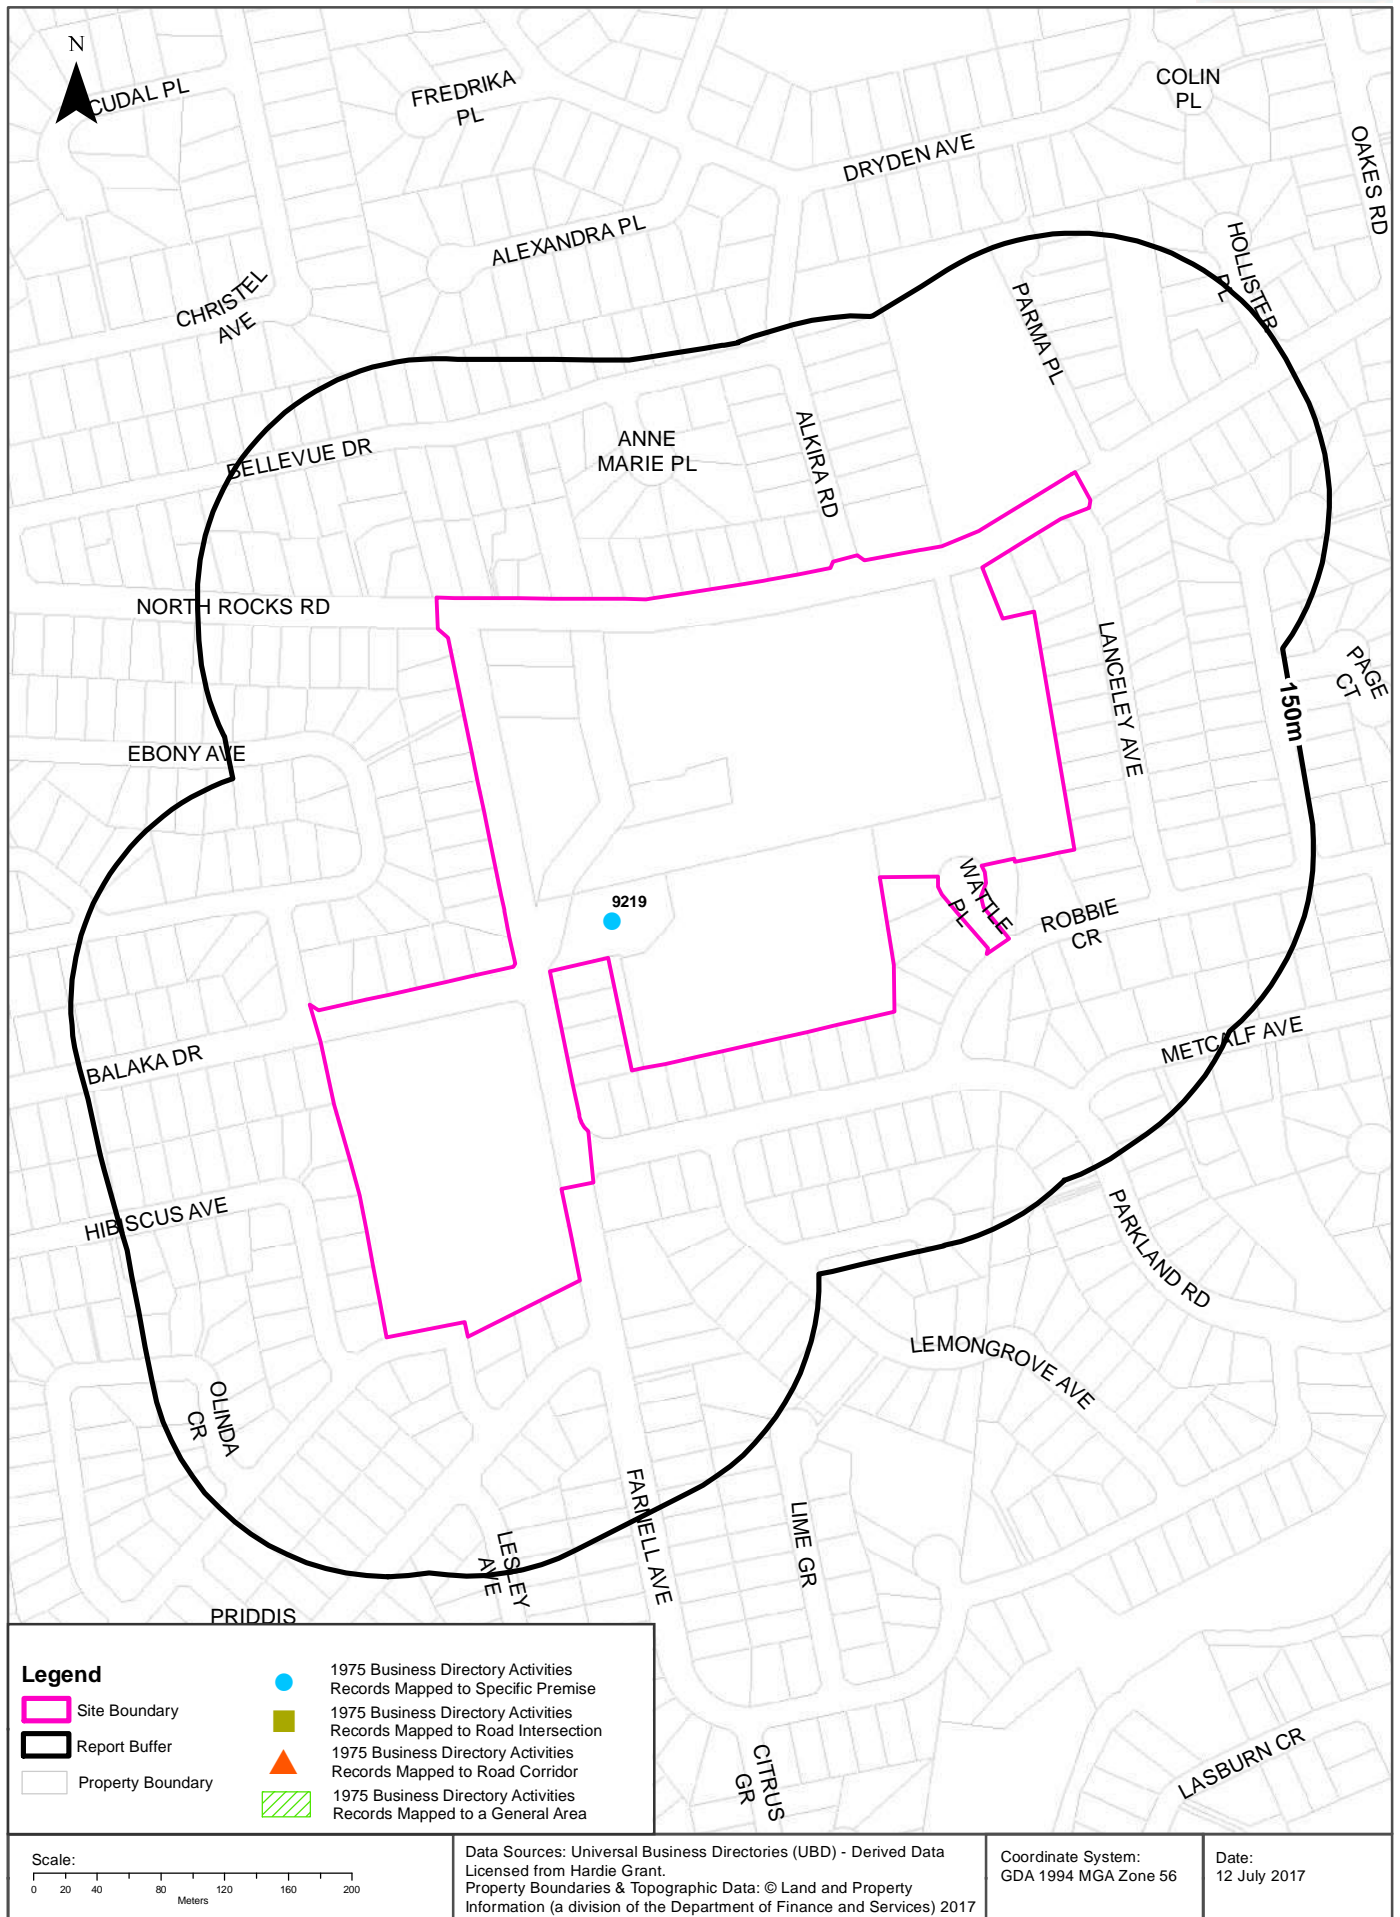 N
CUDAL PL
FREDRIKA
PL
COLIN
PL
DRYDEN AVE
OAKES RD
ALEXANDRA PL
HOLLISTER
PL
CHRISTEL
AVE
PARMA PL
ANNE
MARIE PL
ALKIRA RD
BELLEVUE DR
NORTH ROCKS RD
LANCELEY AVE
PAGE
CT
150m
EBONY AVE
9219
WATTLE
PL
ROBBIE
CR
METCALF AVE
BALAKA DR
HIBISCUS AVE
PARKLAND RD
LEMONGROVE AVE
OLINDA
CR
FARNELL AVE
LIME GR
LESLEY
AVE
PRIDDIS
CITRUS
GR
LASBURN CR
Legend
Site Boundary
Report Buffer
Property Boundary
1975 Business Directory Activities
Records Mapped to Specific Premise
1975 Business Directory Activities
Records Mapped to Road Intersection
1975 Business Directory Activities
Records Mapped to Road Corridor
1975 Business Directory Activities
Records Mapped to a General Area
Scale:
0 20 40 80 120 160 200
Meters
Data Sources: Universal Business Directories (UBD) - Derived Data
Licensed from Hardie Grant.
Property Boundaries & Topographic Data: © Land and Property
Information (a division of the Department of Finance and Services) 2017
Coordinate System:
GDA 1994 MGA Zone 56
Date:
12 July 2017